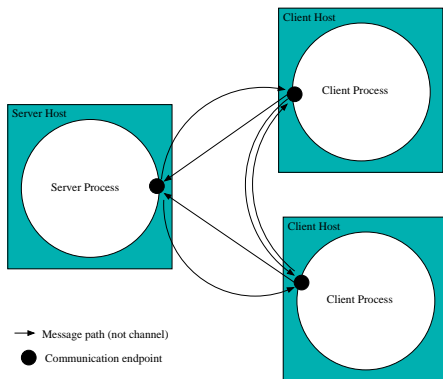 Client Host
Client Process
Server Host
Server Process
Client Host
Client Process
Message path (not channel)
Communication endpoint